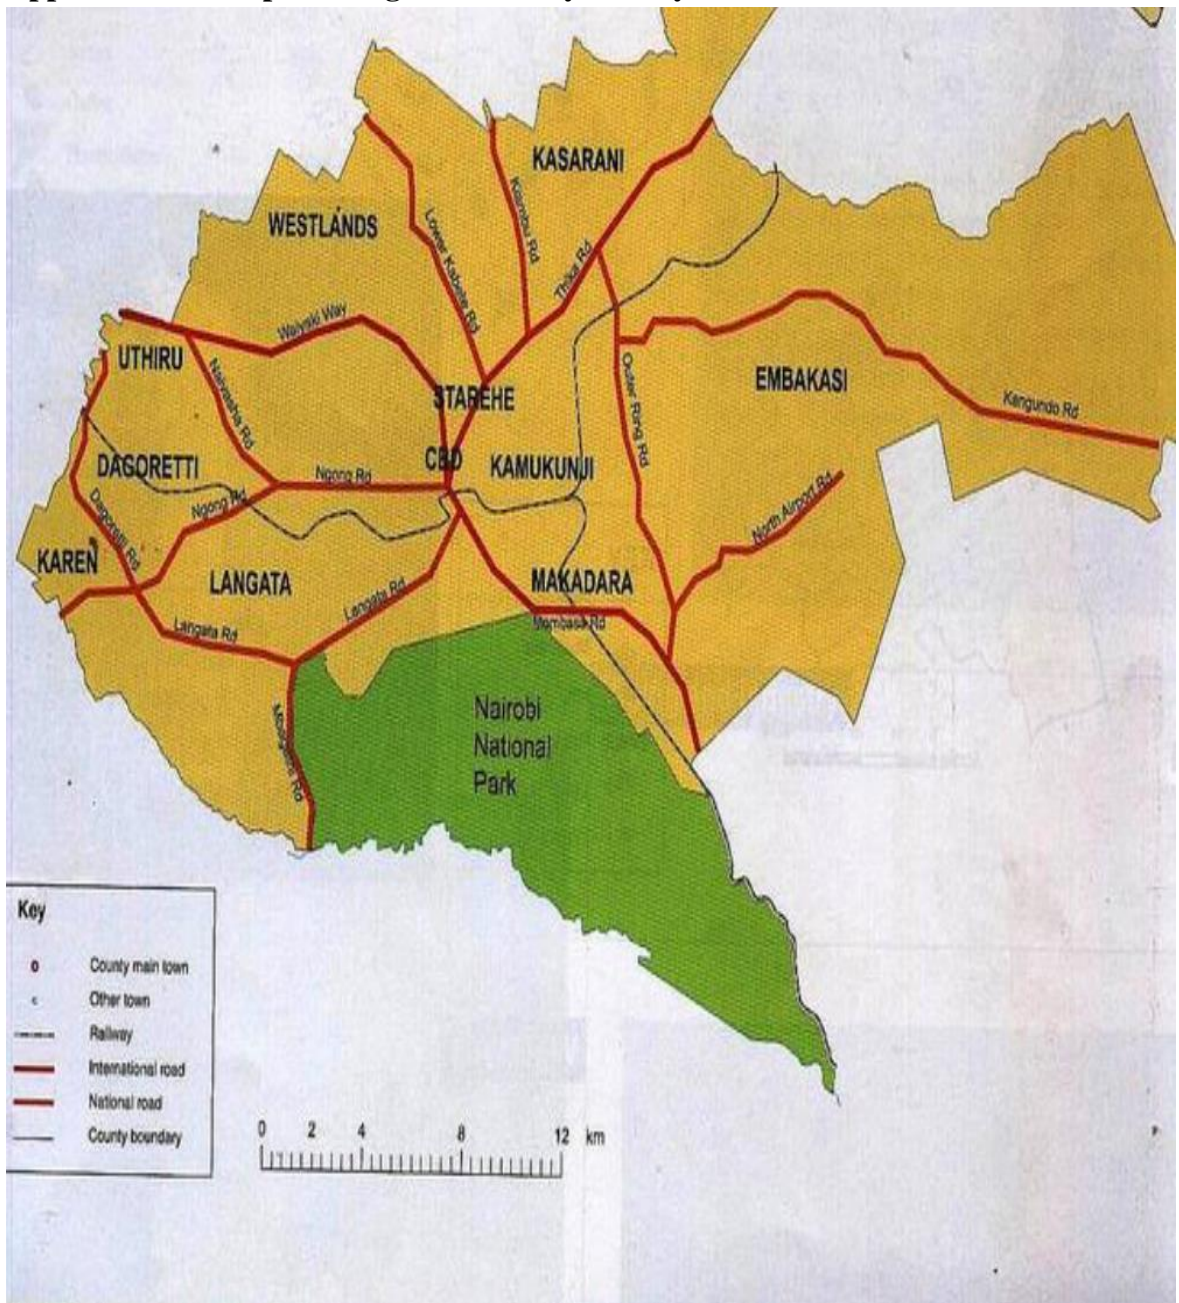 KASARANI
WESTLANDS
Kiambu Rd
Lower Kabete Rd
Thika Rd
Waiyaki Way
UTHIRU
Naivasha Rd
STAREHE
EMBAKASI
Outer Ring Rd
Kangundo Rd
CBD
KAMUKUNJI
DAGORETTI
Ngong Rd
Ngong Rd
North Airport Rd
Dagoretti Rd
KAREN
LANGATA
MAKADARA
Langata Rd
Langata Rd
Mombasa Rd
Nairobi
National
Park
Key
County main town
Other town
Railway
International road
National road
County boundary
0 2 4 8 12 km